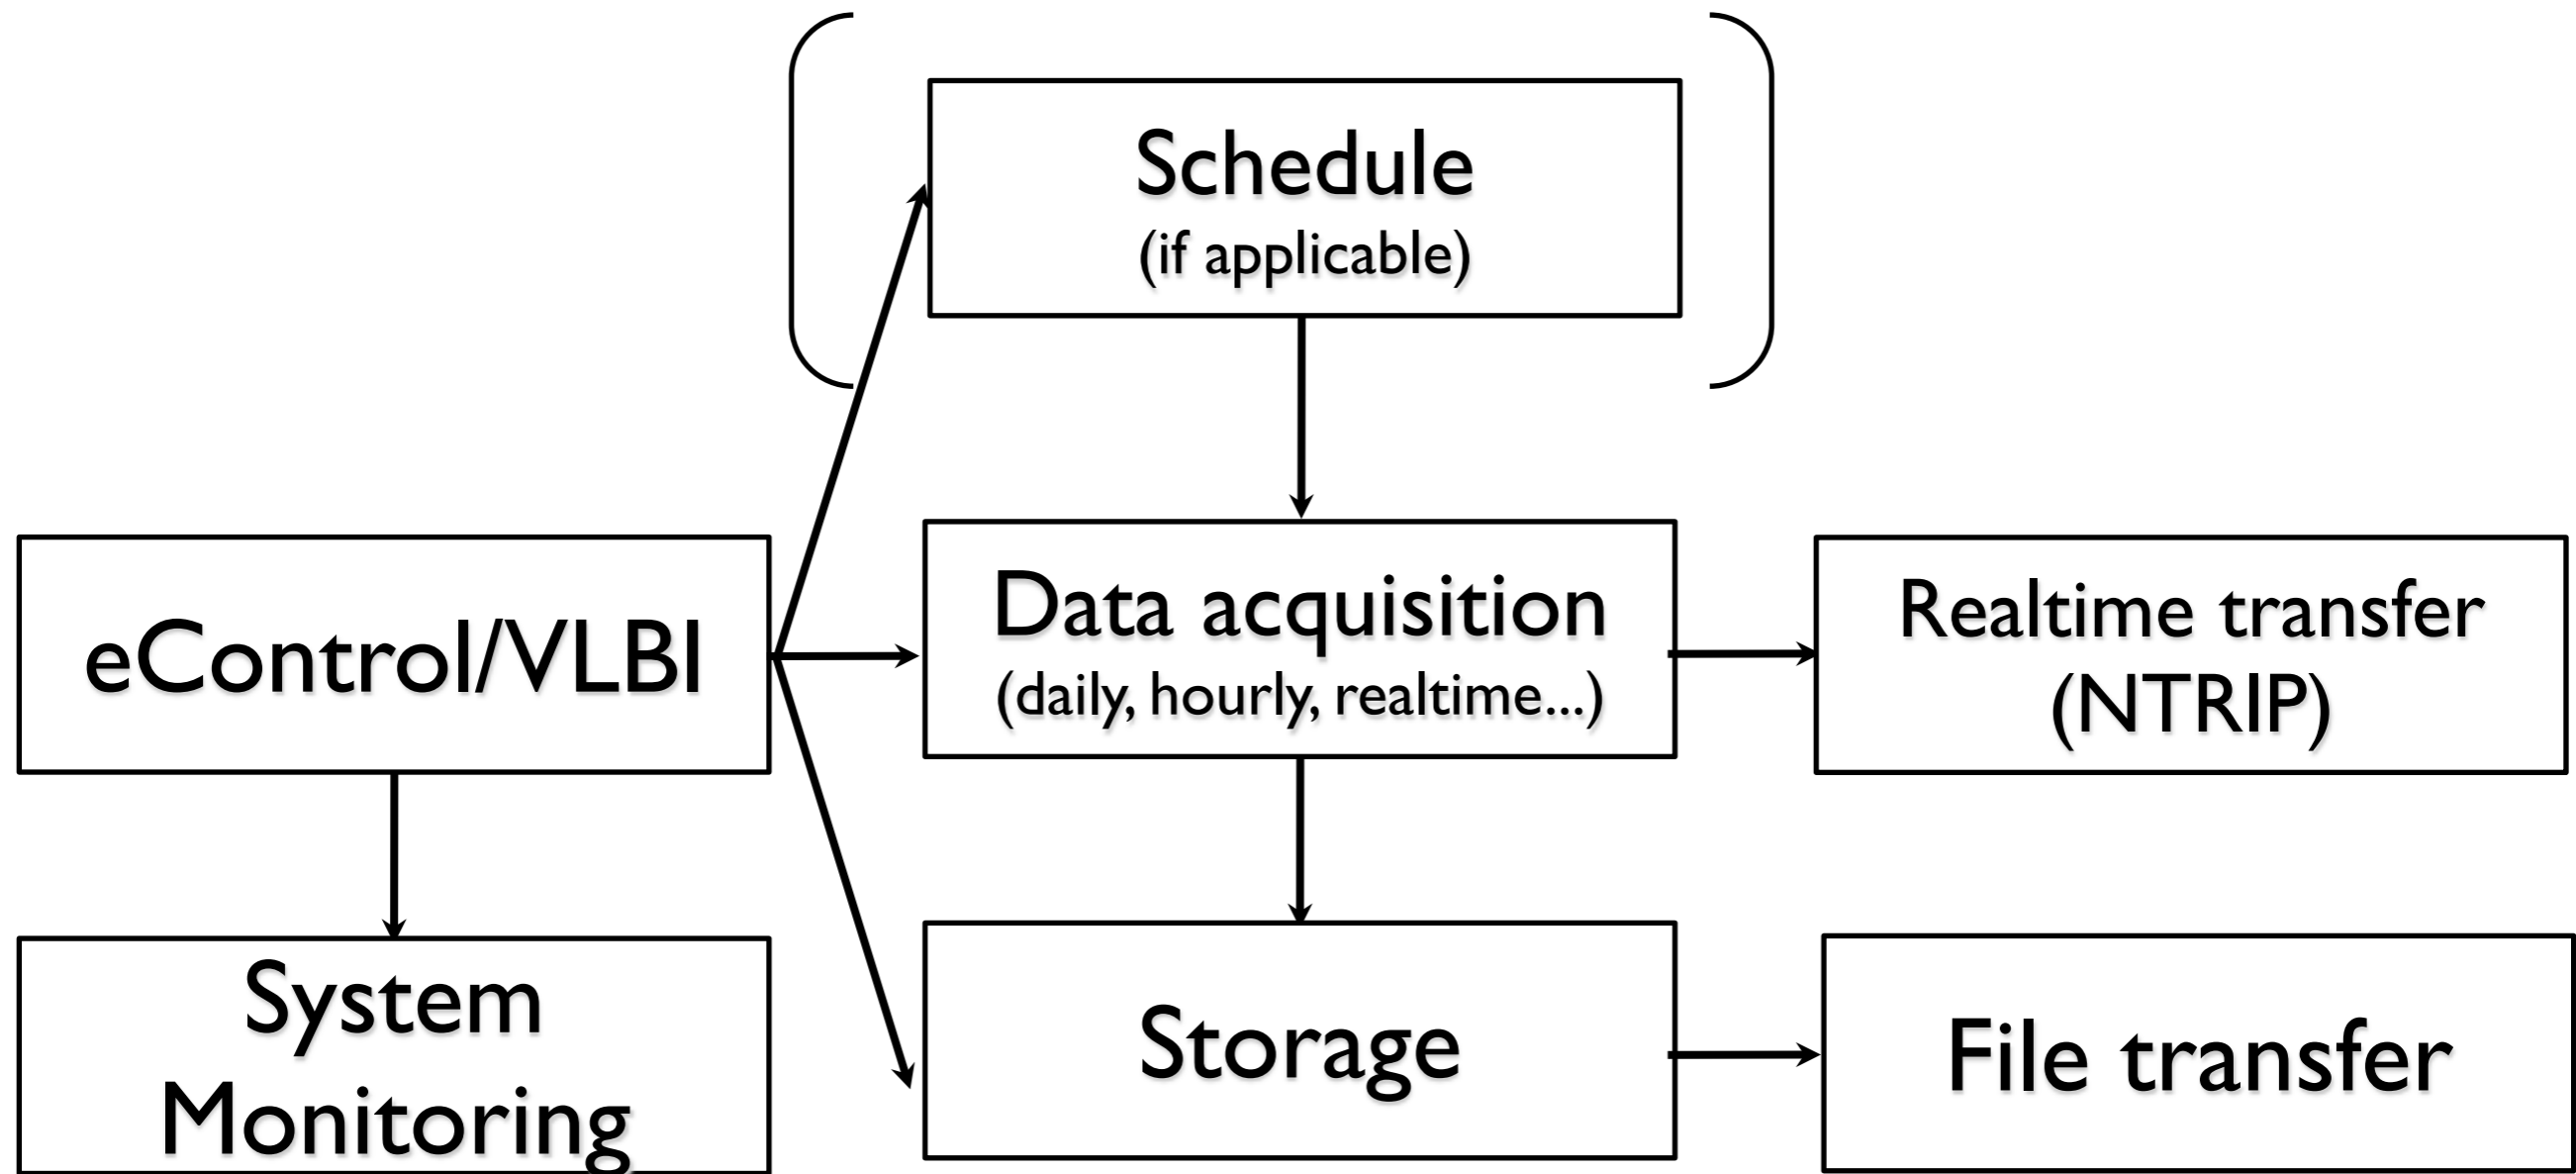 Schedule
(if applicable)
eControl/VLBI
Data acquisition
(daily, hourly, realtime...)
Realtime transfer
(NTRIP)
System
Monitoring
Storage
File transfer